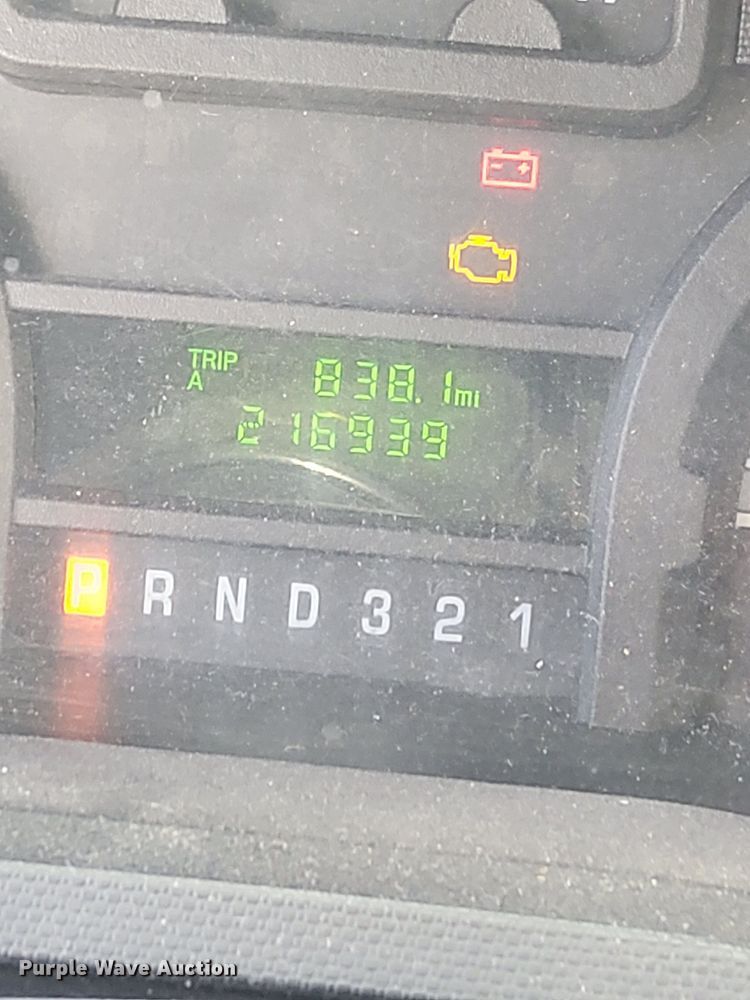 TRIP 838.1mi
A
216939
P R N D 3 2 1
Purple Wave Auction